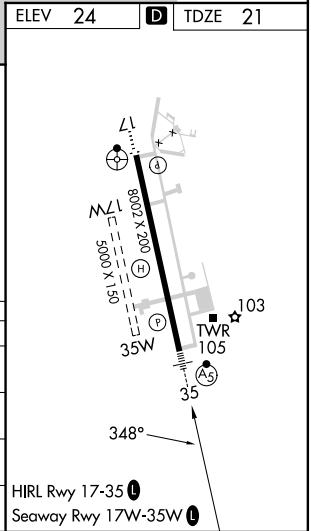 ELEV 24 D TDZE 21
17
P
17W
8002 X 200
5000 X 150
H
103
P
35W
TWR
105
A5
35
348°
HIRL Rwy 17-35 L
Seaway Rwy 17W-35W L